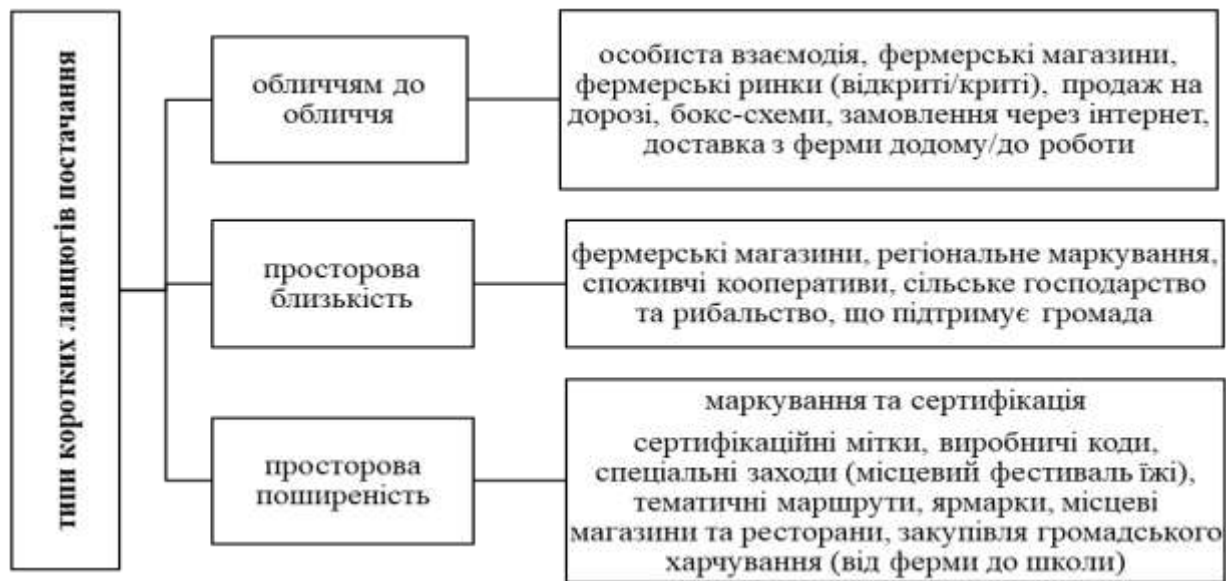 типи коротких ланцюгів постачання
обличчям до
обличчя
особиста взаємодія, фермерські магазини,
фермерські ринки (відкриті/криті), продаж на
дорозі, бокс-схеми, замовлення через інтернет,
доставка з ферми додому/до роботи
просторова
близькість
фермерські магазини, регіональне маркування,
споживчі кооперативи, сільське господарство
та рибальство, що підтримує громада
просторова
поширеність
маркування та сертифікація
сертифікаційні мітки, виробничі коди,
спеціальні заходи (місцевий фестиваль їжі),
тематичні маршрути, ярмарки, місцеві
магазини та ресторани, закупівля громадського
харчування (від ферми до школи)